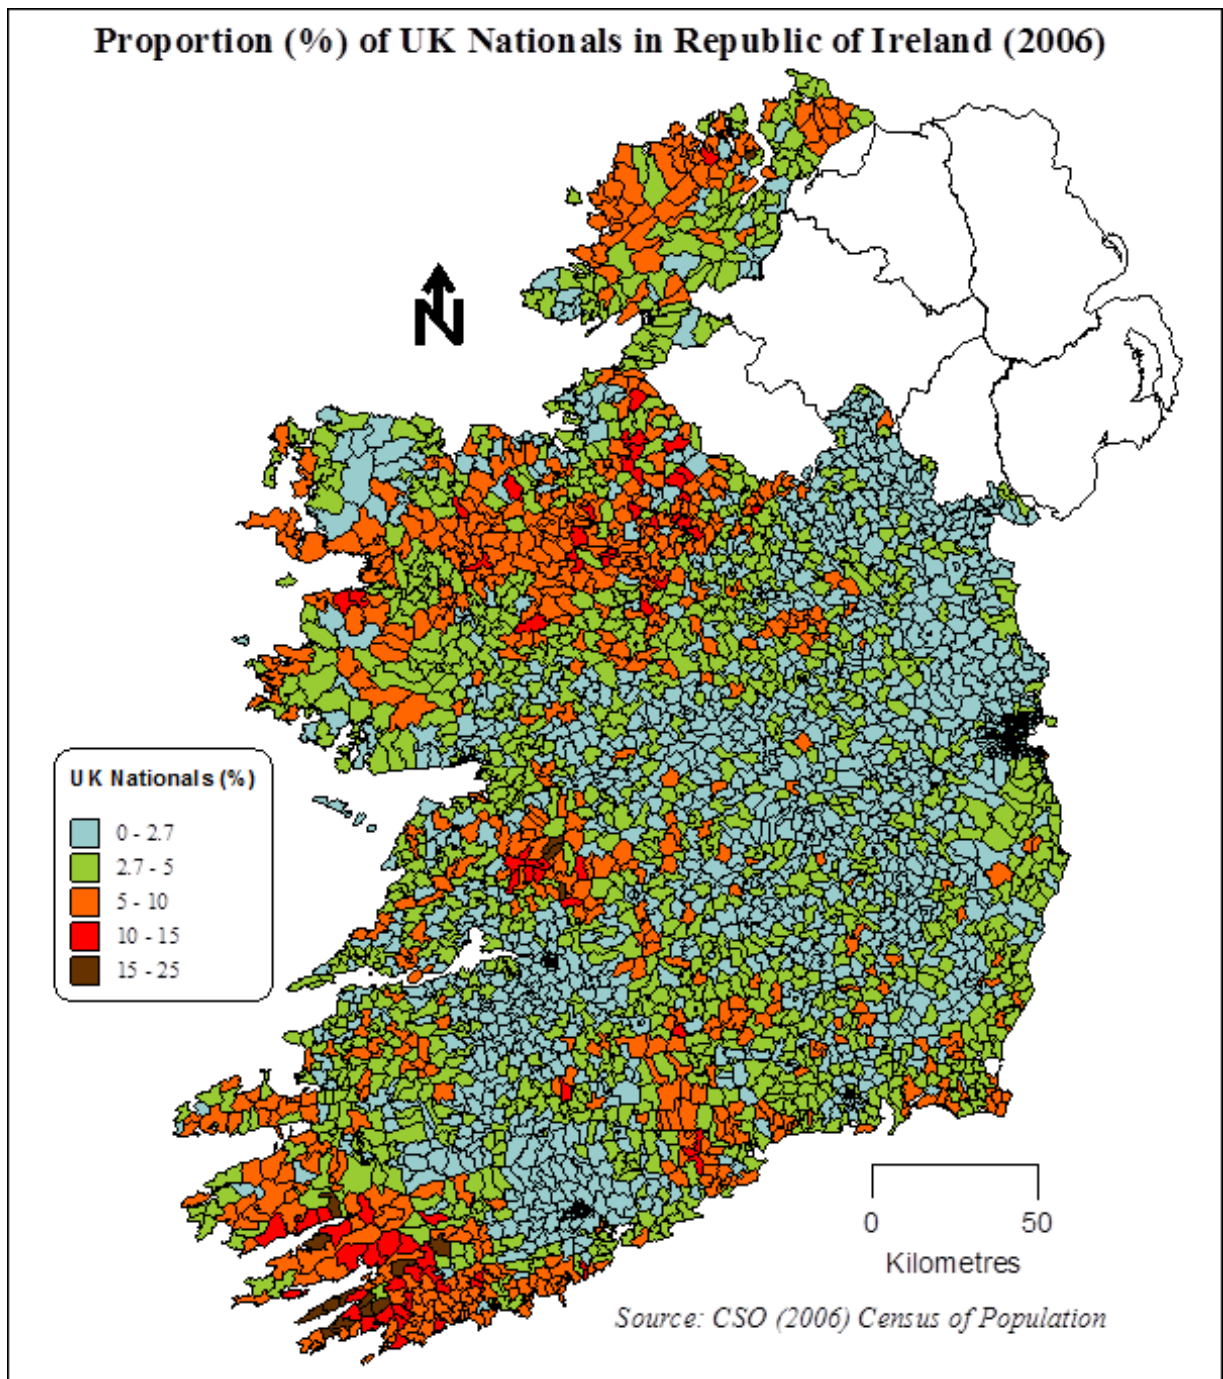 Proportion (%) of UK Nationals in Republic of Ireland (2006)
N
UK Nationals (%)
0 - 2.7
2.7 - 5
5 - 10
10 - 15
15 - 25
0 50
Kilometres
Source: CSO (2006) Census of Population